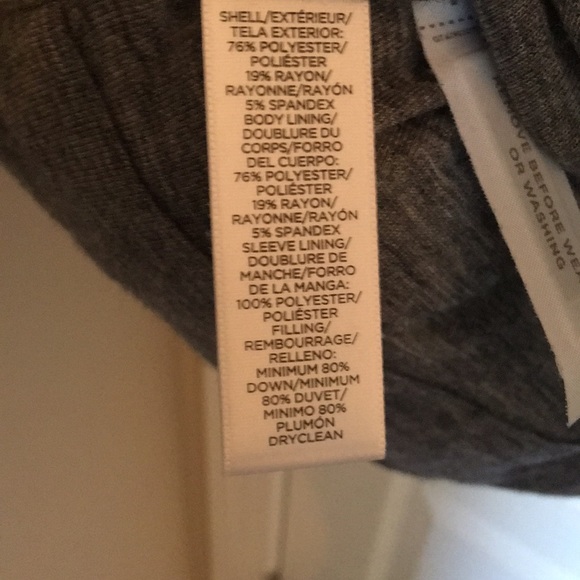 SHELL/EXTÉRIEUR/
TELA EXTERIOR:
76% POLYESTER/
POLIÉSTER
19% RAYON/
RAYONNE/RAYÓN
5% SPANDEX
BODY LINING/
DOUBLURE DU
CORPS/FORRO
DEL CUERPO:
76% POLYESTER/
POLIÉSTER
19% RAYON/
RAYONNE/RAYÓN
5% SPANDEX
SLEEVE LINING/
DOUBLURE DE
MANCHE/FORRO
DE LA MANGA:
100% POLYESTER/
POLIÉSTER
FILLING/
REMBOURRAGE/
RELLENO:
MINIMUM 80%
DOWN/MINIMUM
80% DUVET/
MINIMO 80%
PLUMÓN
DRYCLEAN
BEFORE
OR WASHING